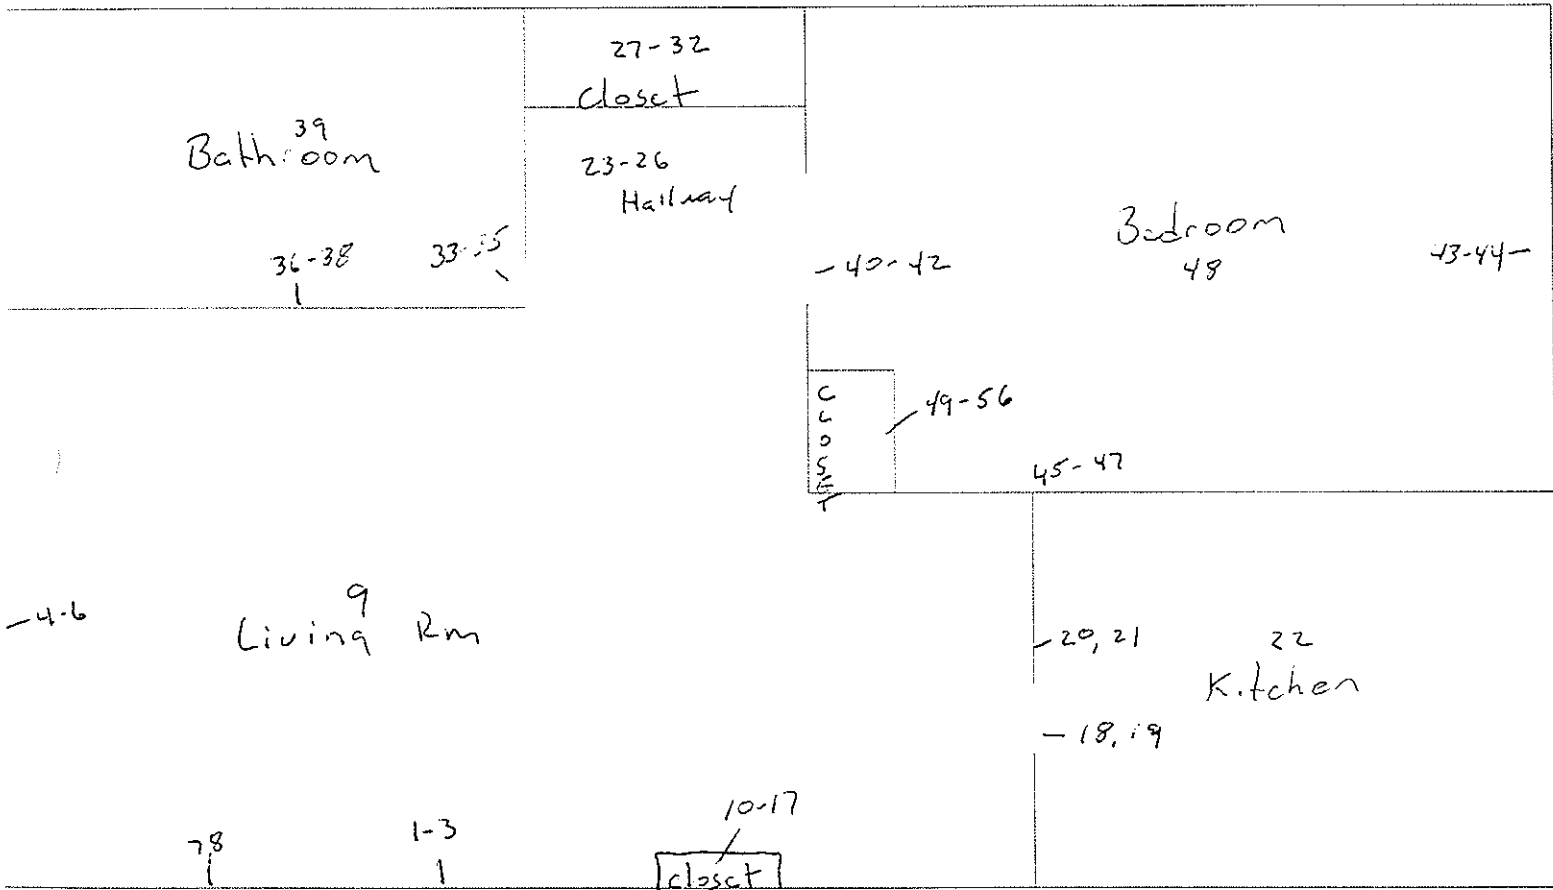 27-32
Closet
39
Bathroom
23-26
Hallway
36-38
33-35
-40-42
Bedroom
48
43-44-
CLOSET
49-56
45-47
-4-6
9
Living Rm
-20, 21
22
Kitchen
-18, 19
7 8
1-3
10-17
closet